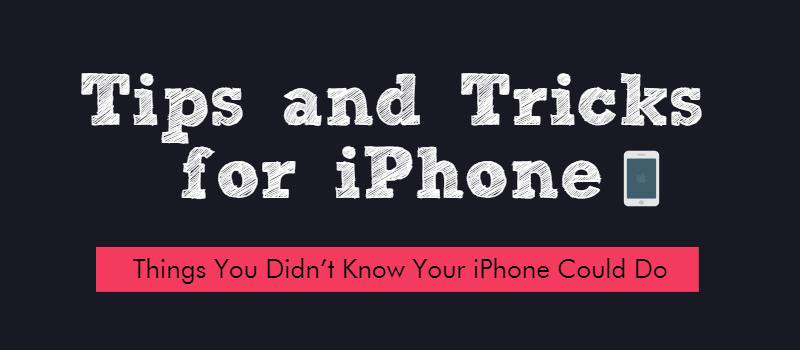 Tips and Tricks
for iPhone
Things You Didn’t Know Your iPhone Could Do